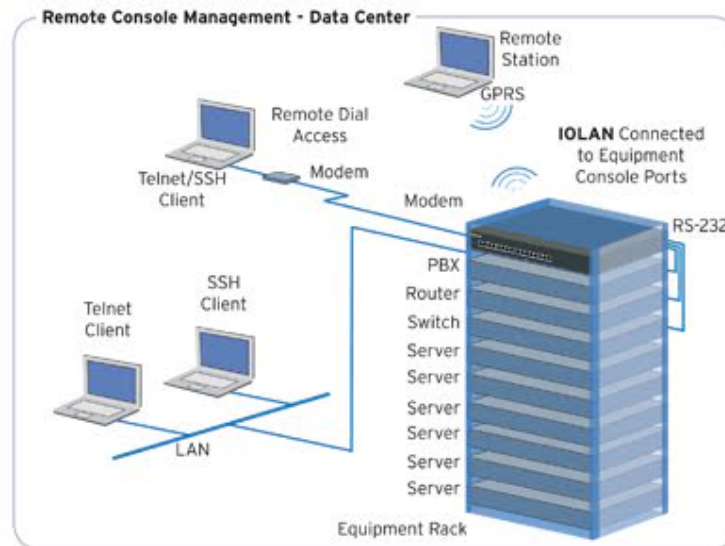 Remote Console Management - Data Center
Remote
Station
GPRS
Remote Dial
Access
Modem
Telnet/SSH
Client
IOLAN Connected
to Equipment
Console Ports
Modem
RS-232
PBX
Router
Switch
Server
Server
Server
Server
Server
Server
SSH
Client
Telnet
Client
LAN
Equipment Rack